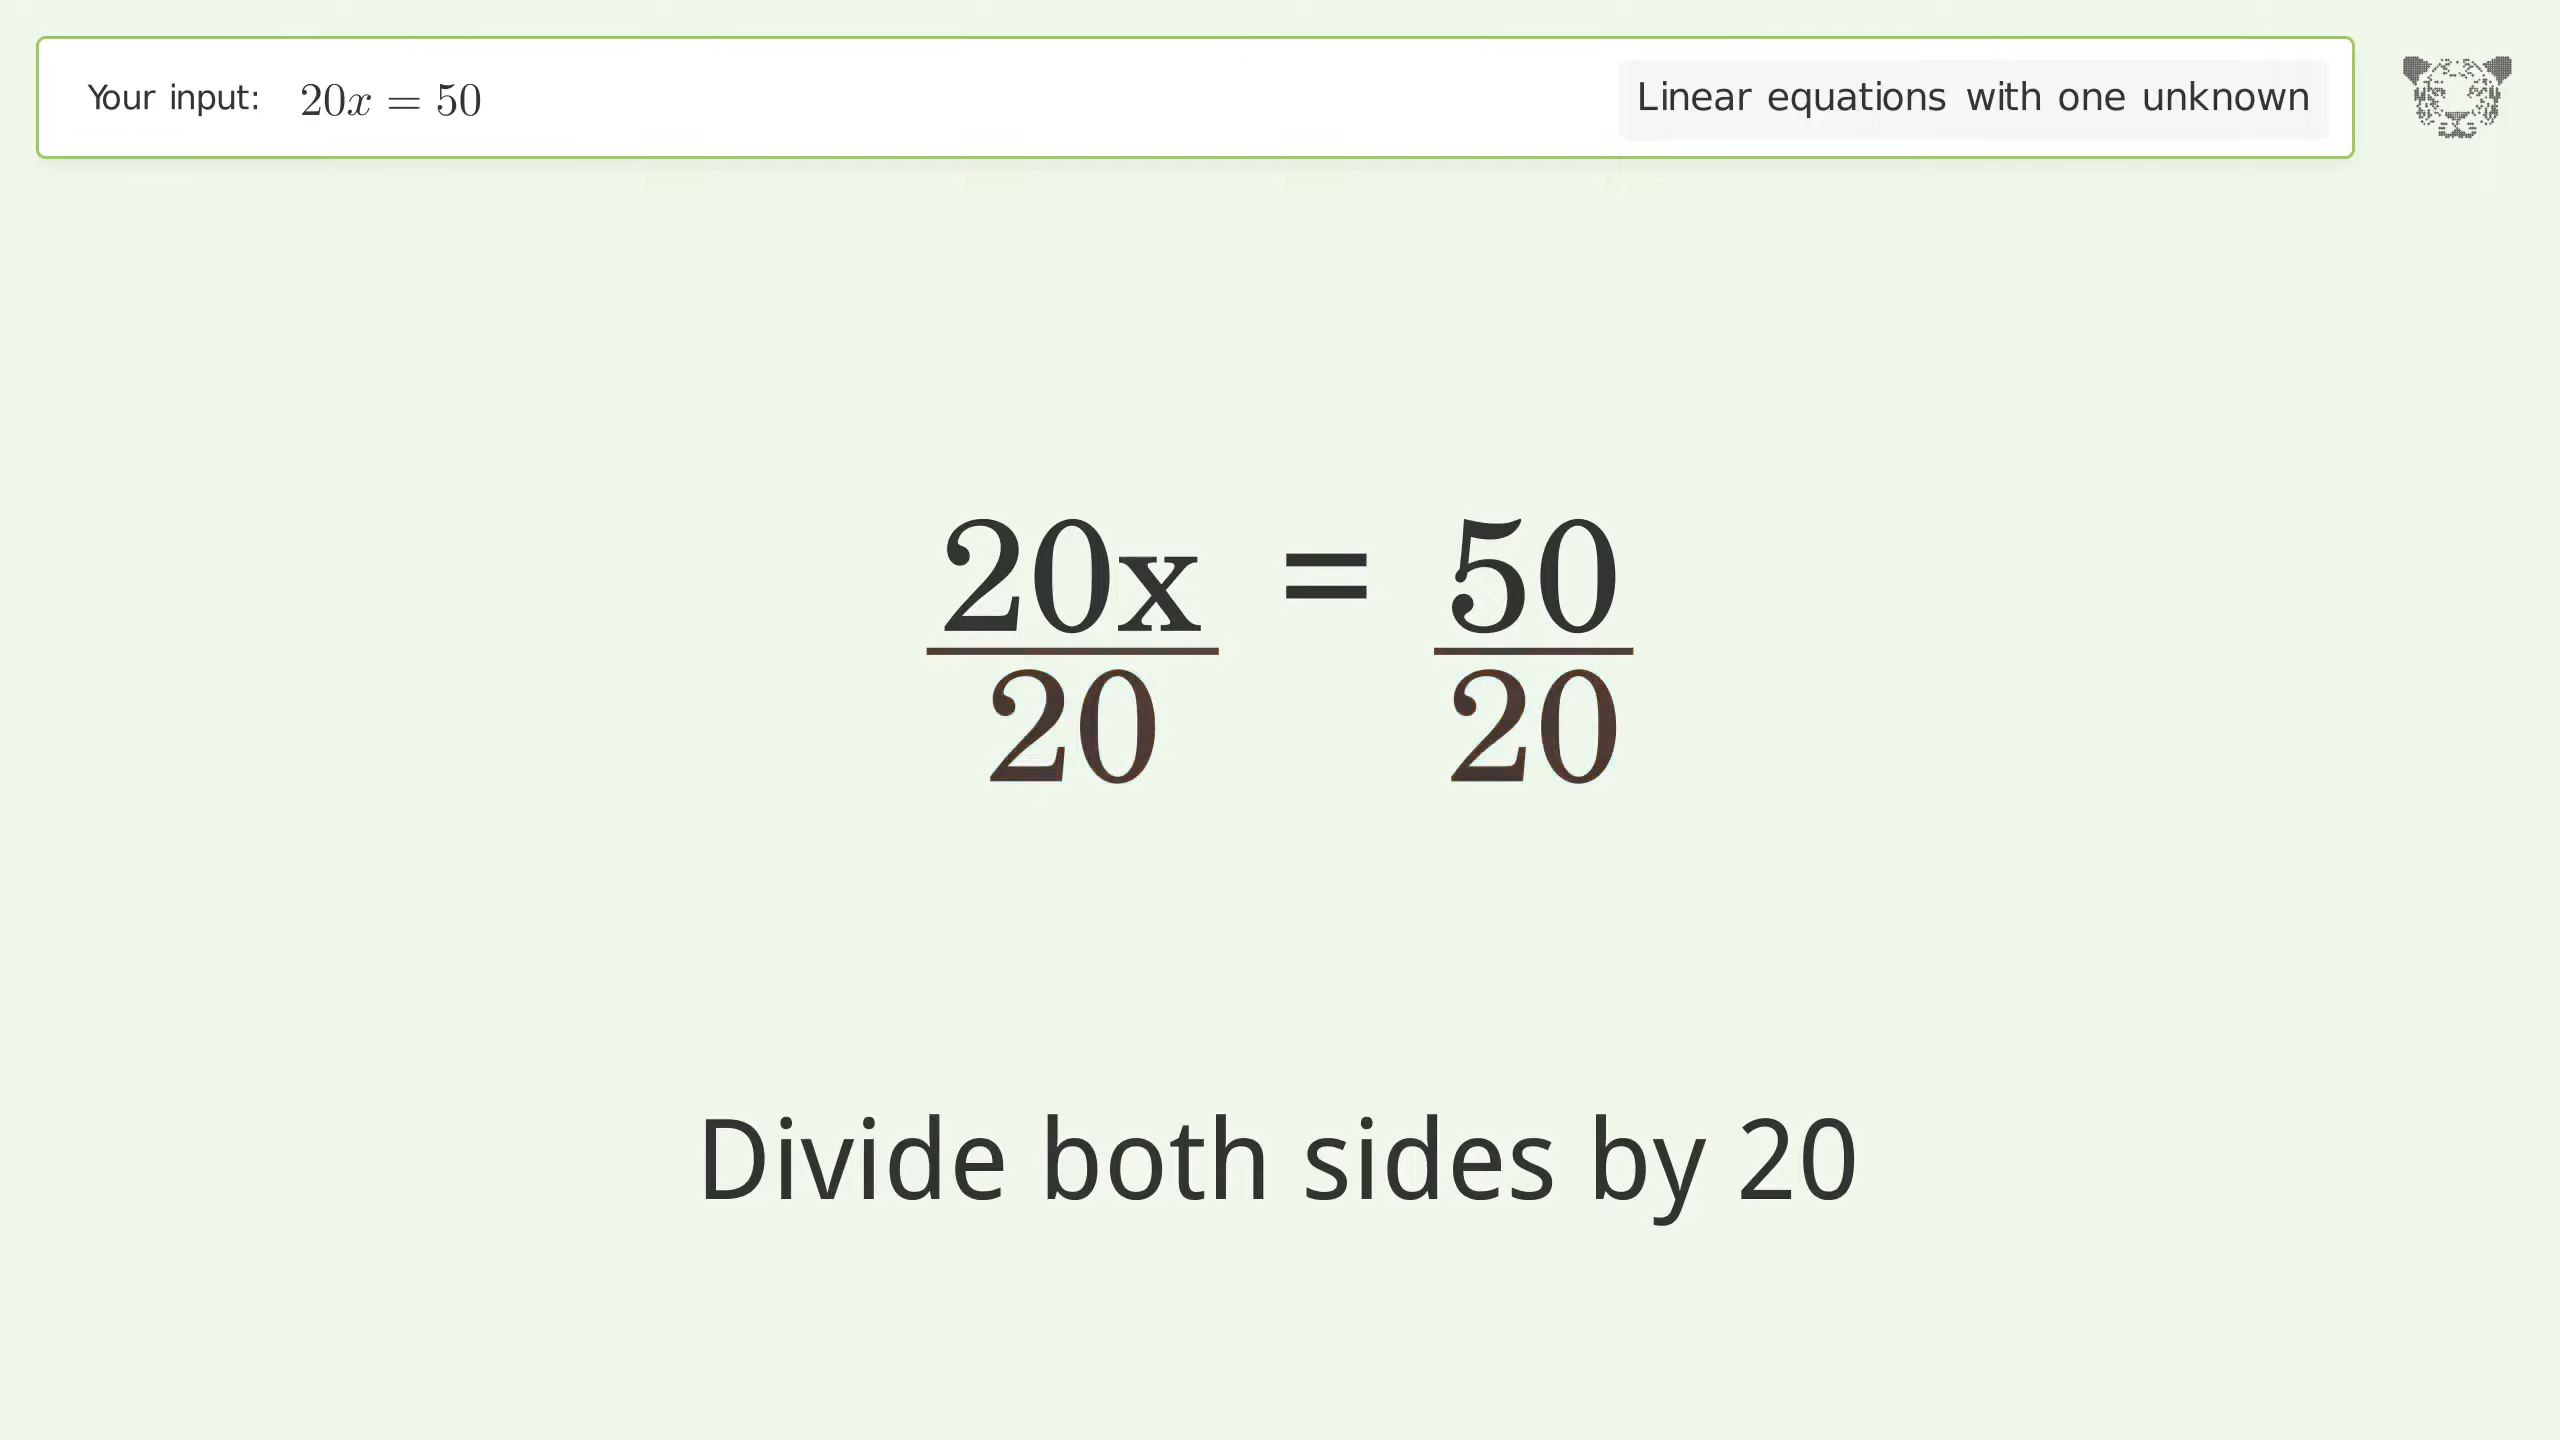 Your input: 20x = 50
Linear equations with one unknown
20x = 50
20 20
Divide both sides by 20